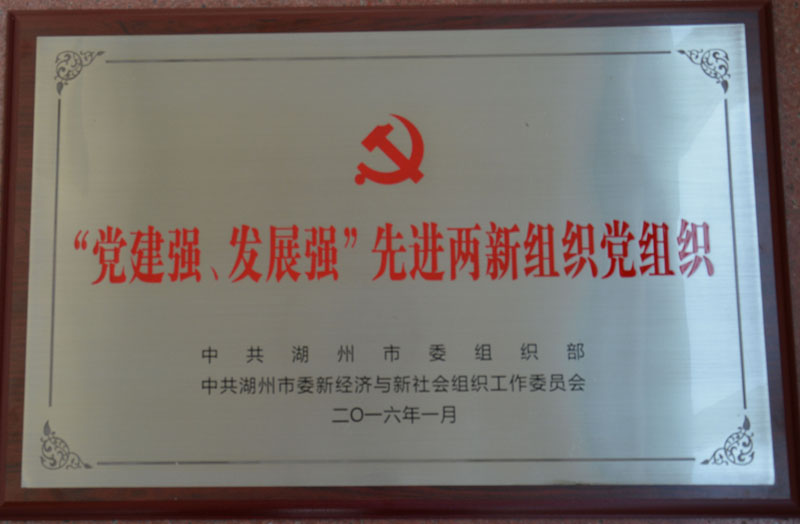 “党建强、发展强”先进两新组织党组织
中共湖州市委组织部
中共湖州市委新经济与新社会组织工作委员会
二〇一六年一月